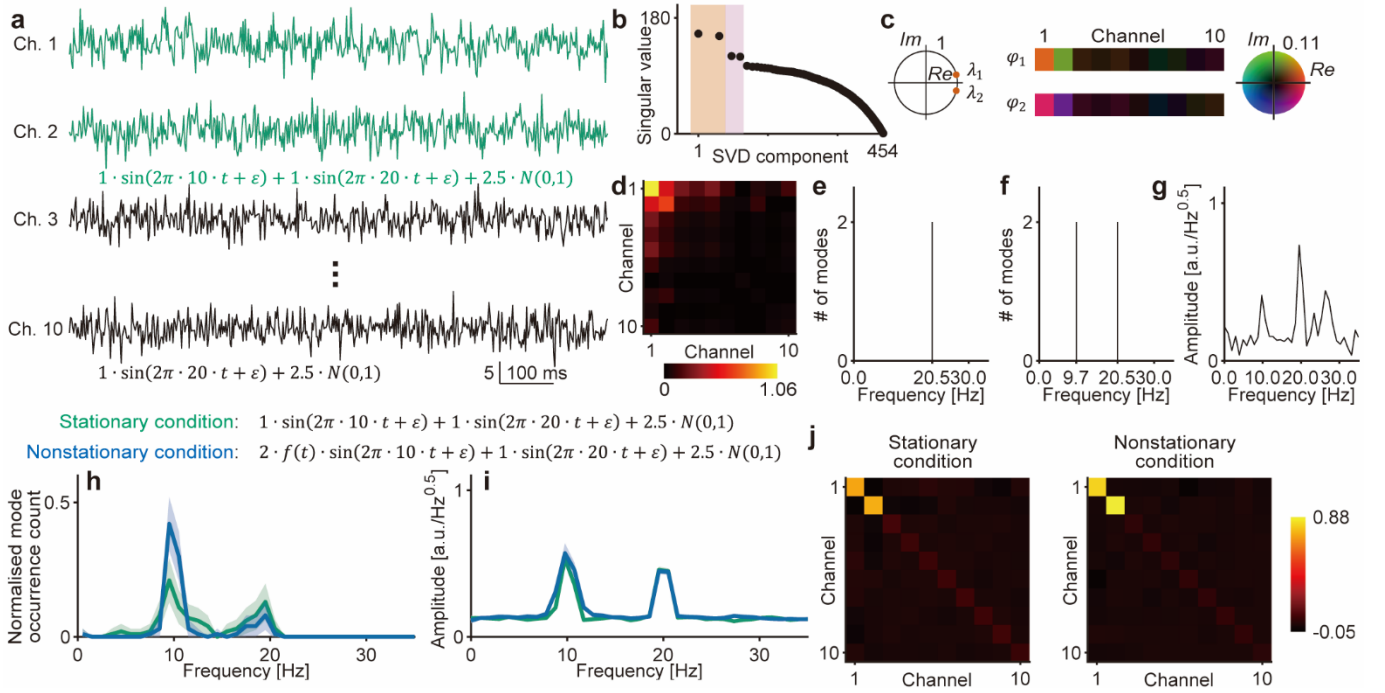 a
Ch. 1
Ch. 2
1 · sin(2π · 10 · t + ε) + 1 · sin(2π · 20 · t + ε) + 2.5 · N(0,1)
Ch. 3
Ch. 10
1 · sin(2π · 20 · t + ε) + 2.5 · N(0,1)
5
100 ms
b
180
Singular value
0
1
454
SVD component
c
Im
1
Re
λ1
λ2
1
Channel
10
φ1
φ2
Im
0.11
Re
d
1
Channel
10
1
10
Channel
0
1.06
e
2
# of modes
0
0.0
20.530.0
Frequency [Hz]
f
2
# of modes
0
0.0
9.7
20.530.0
Frequency [Hz]
g
1
Amplitude [a.u./Hz0.5]
0
0.0
10.0
20.0
30.0
Frequency [Hz]
Stationary condition: 1 · sin(2π · 10 · t + ε) + 1 · sin(2π · 20 · t + ε) + 2.5 · N(0,1)
Nonstationary condition: 2 · f(t) · sin(2π · 10 · t + ε) + 1 · sin(2π · 20 · t + ε) + 2.5 · N(0,1)
h
0.5
Normalised mode
occurrence count
0
0
10
20
30
Frequency [Hz]
i
1
Amplitude [a.u./Hz0.5]
0
0
10
20
30
Frequency [Hz]
j
Stationary
condition
1
Channel
10
1
10
Channel
Nonstationary
condition
1
Channel
10
1
10
Channel
0.88
-0.05